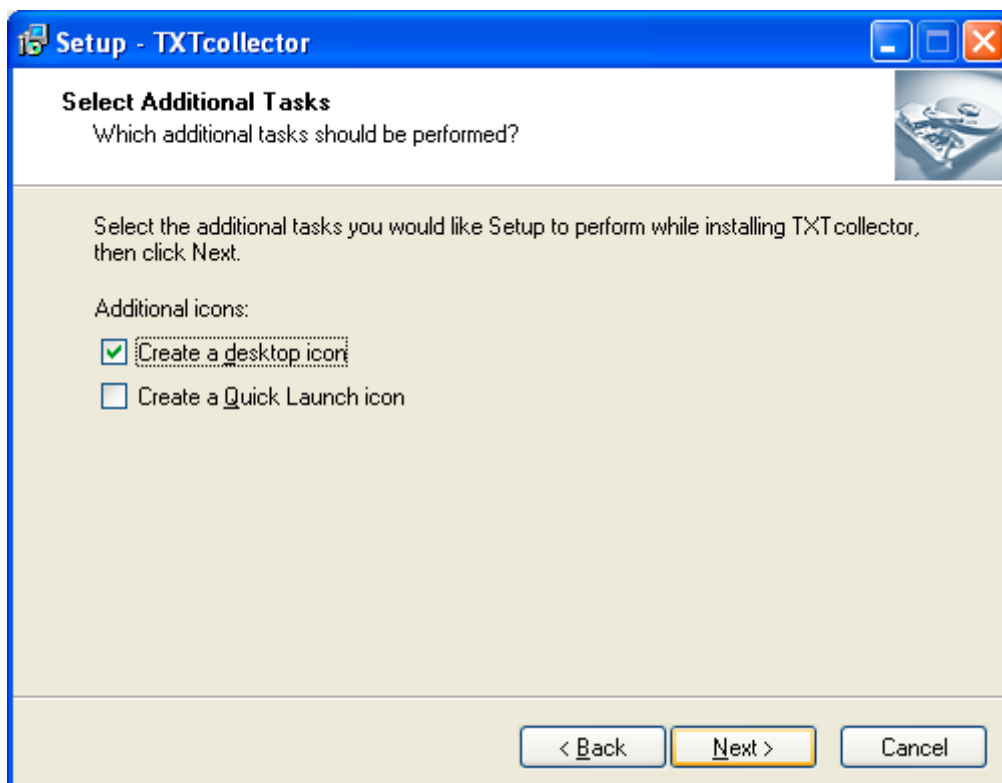 Setup - TXTcollector
Select Additional Tasks
Which additional tasks should be performed?
Select the additional tasks you would like Setup to perform while installing TXTcollector,
then click Next.
Additional icons:
Create a desktop icon
Create a Quick Launch icon
< Back Next > Cancel